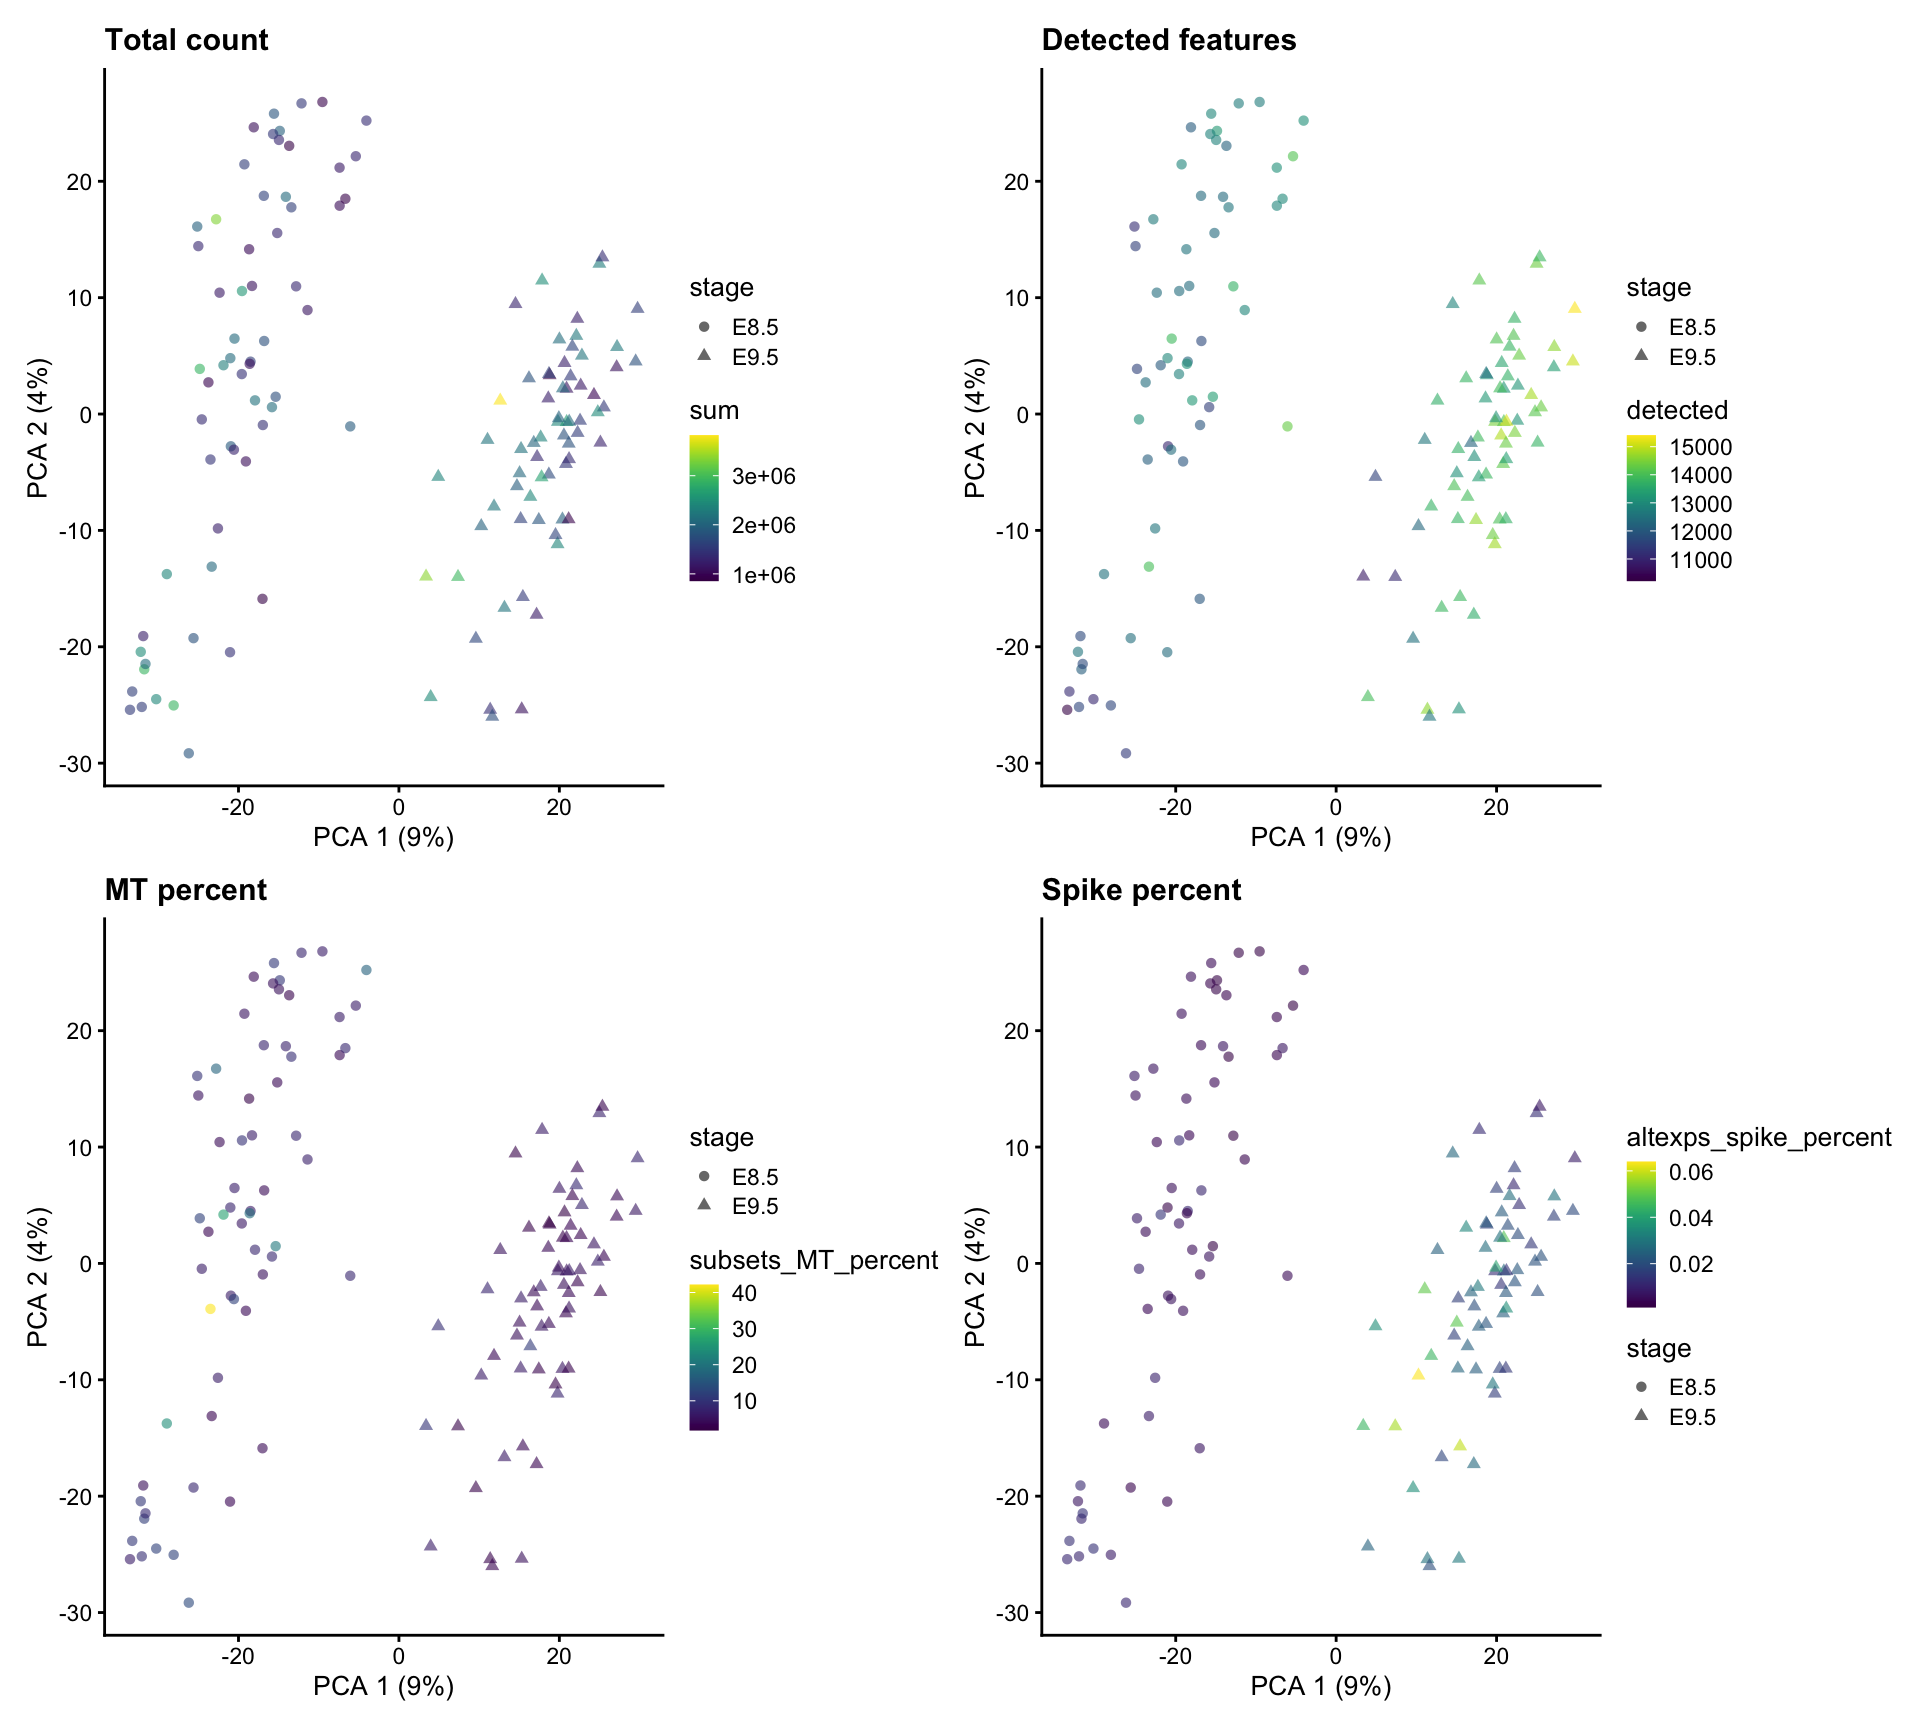 Total count
PCA 2 (4%)
20
10
0
-10
-20
-30
-20
0
20
PCA 1 (9%)
stage
E8.5
E9.5
sum
3e+06
2e+06
1e+06
Detected features
PCA 2 (4%)
20
10
0
-10
-20
-30
-20
0
20
PCA 1 (9%)
stage
E8.5
E9.5
detected
15000
14000
13000
12000
11000
MT percent
PCA 2 (4%)
20
10
0
-10
-20
-30
-20
0
20
PCA 1 (9%)
stage
E8.5
E9.5
subsets_MT_percent
40
30
20
10
Spike percent
PCA 2 (4%)
20
10
0
-10
-20
-30
-20
0
20
PCA 1 (9%)
altexps_spike_percent
0.06
0.04
0.02
stage
E8.5
E9.5